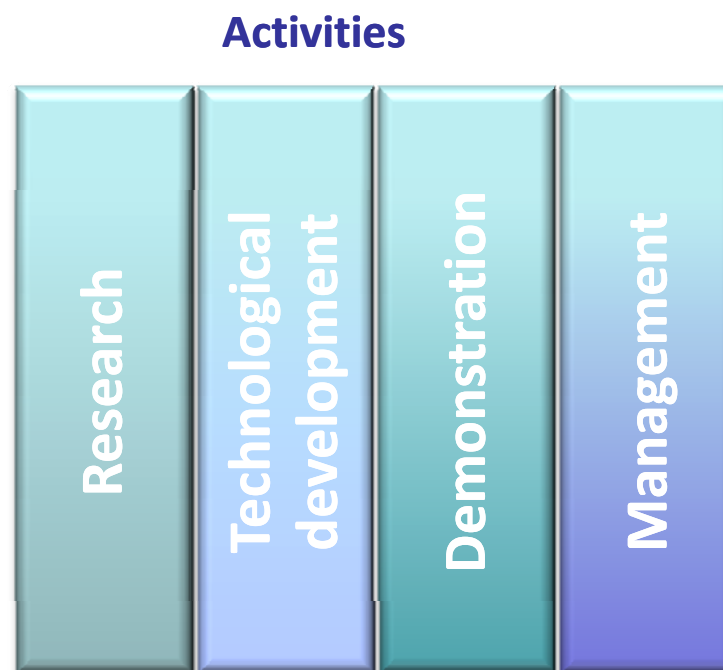 Activities
Research
Technological
development
Demonstration
Management